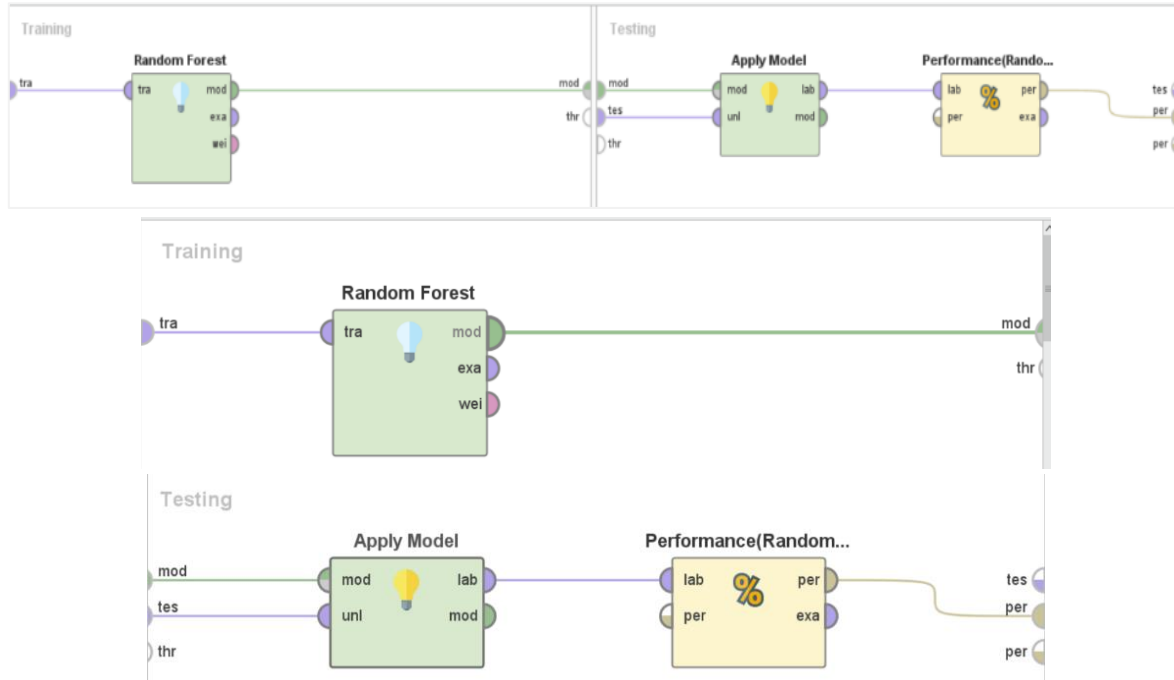 Training
Testing
Random Forest
Apply Model
Performance(Rando...
tra
tra
mod
mod
mod
mod
lab
lab
per
tes
exa
thr
tes
unl
mod
per
exa
per
wei
thr
per
Training
Random Forest
tra
tra
mod
mod
exa
thr
wei
Testing
Apply Model
Performance(Random...
mod
mod
lab
lab
per
tes
tes
unl
mod
per
exa
per
thr
per
%
%